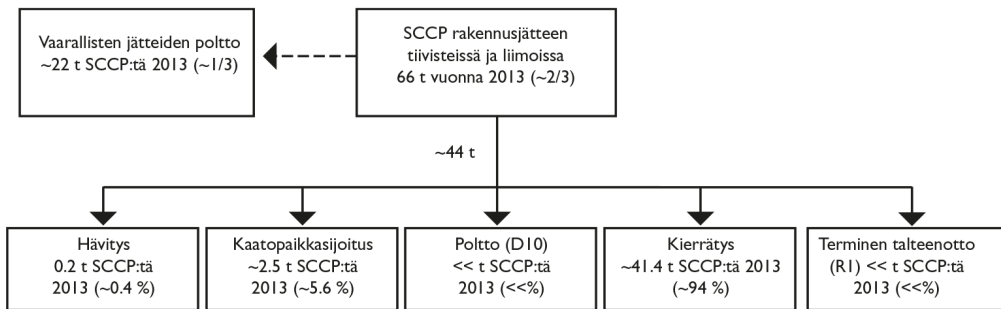 Vaarallisten jätteiden poltto
~22 t SCCP:tä 2013 (~1/3)
SCCP rakennusjätteen
tiivisteissä ja liimoissa
66 t vuonna 2013 (~2/3)
~44 t
Hävitys
0.2 t SCCP:tä
2013 (~0.4 %)
Kaatopaikkasijoitus
~2.5 t SCCP:tä
2013 (~5.6 %)
Poltto (D10)
<< t SCCP:tä
2013 (<<%)
Kierrätys
~41.4 t SCCP:tä 2013
(~94 %)
Terminen talteenotto
(R1) << t SCCP:tä
2013 (<<%)